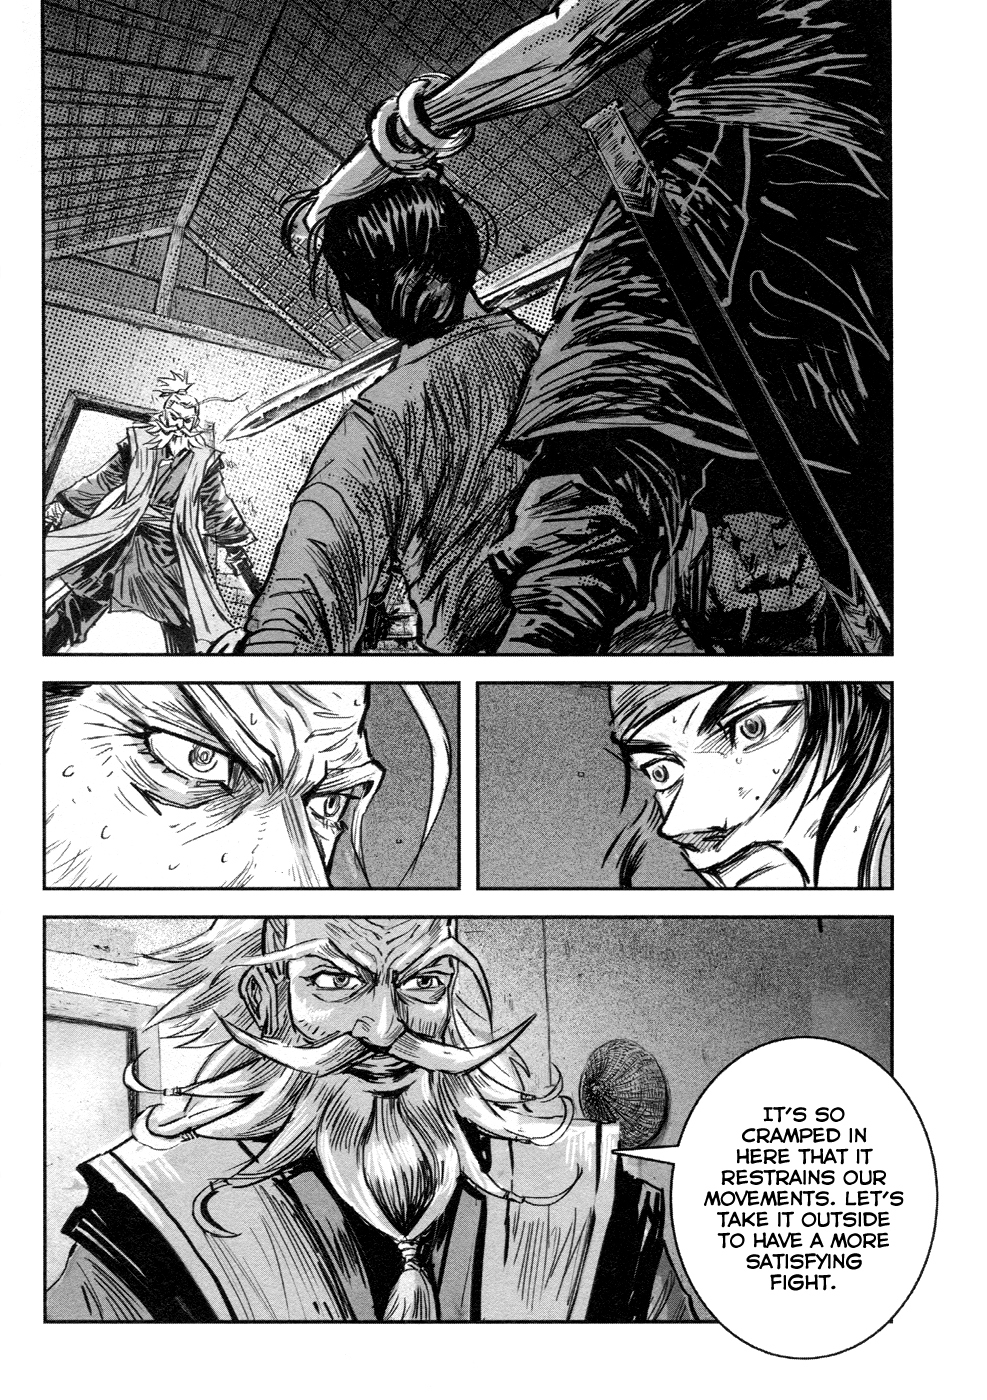 IT'S SO
CRAMPED IN
HERE THAT IT
RESTRAINS OUR
MOVEMENTS. LET'S
TAKE IT OUTSIDE
TO HAVE A MORE
SATISFYING
FIGHT.